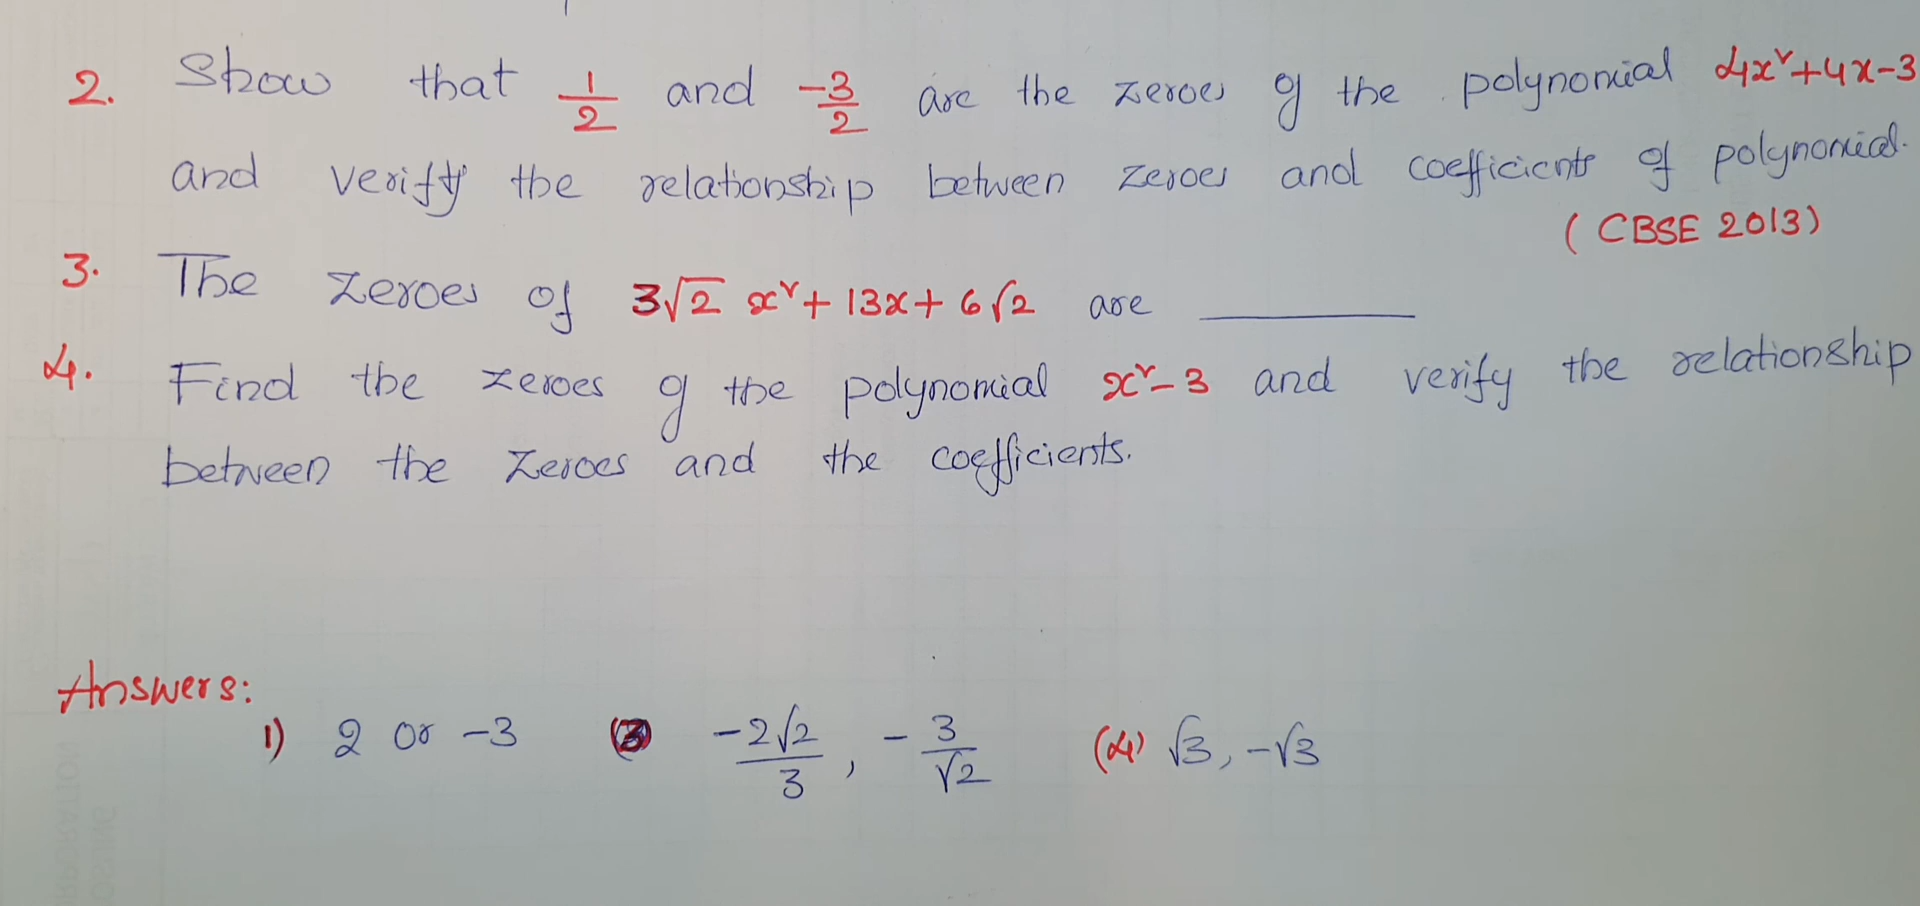 2. Show that 1/2 and -3/2 are the zeroes of the polynomial 4x²+4x-3
and verify the relationship between zeroes and coefficients of polynomial.
(CBSE 2013)
3. The zeroes of 3√2 x²+13x+6√2 are ______
4. Find the zeroes of the polynomial x²-3 and verify the relationship
between the zeroes and the coefficients.
Answers:
1) 2 or -3 (3) -2√2/3, -3/√2 (4) √3, -√3